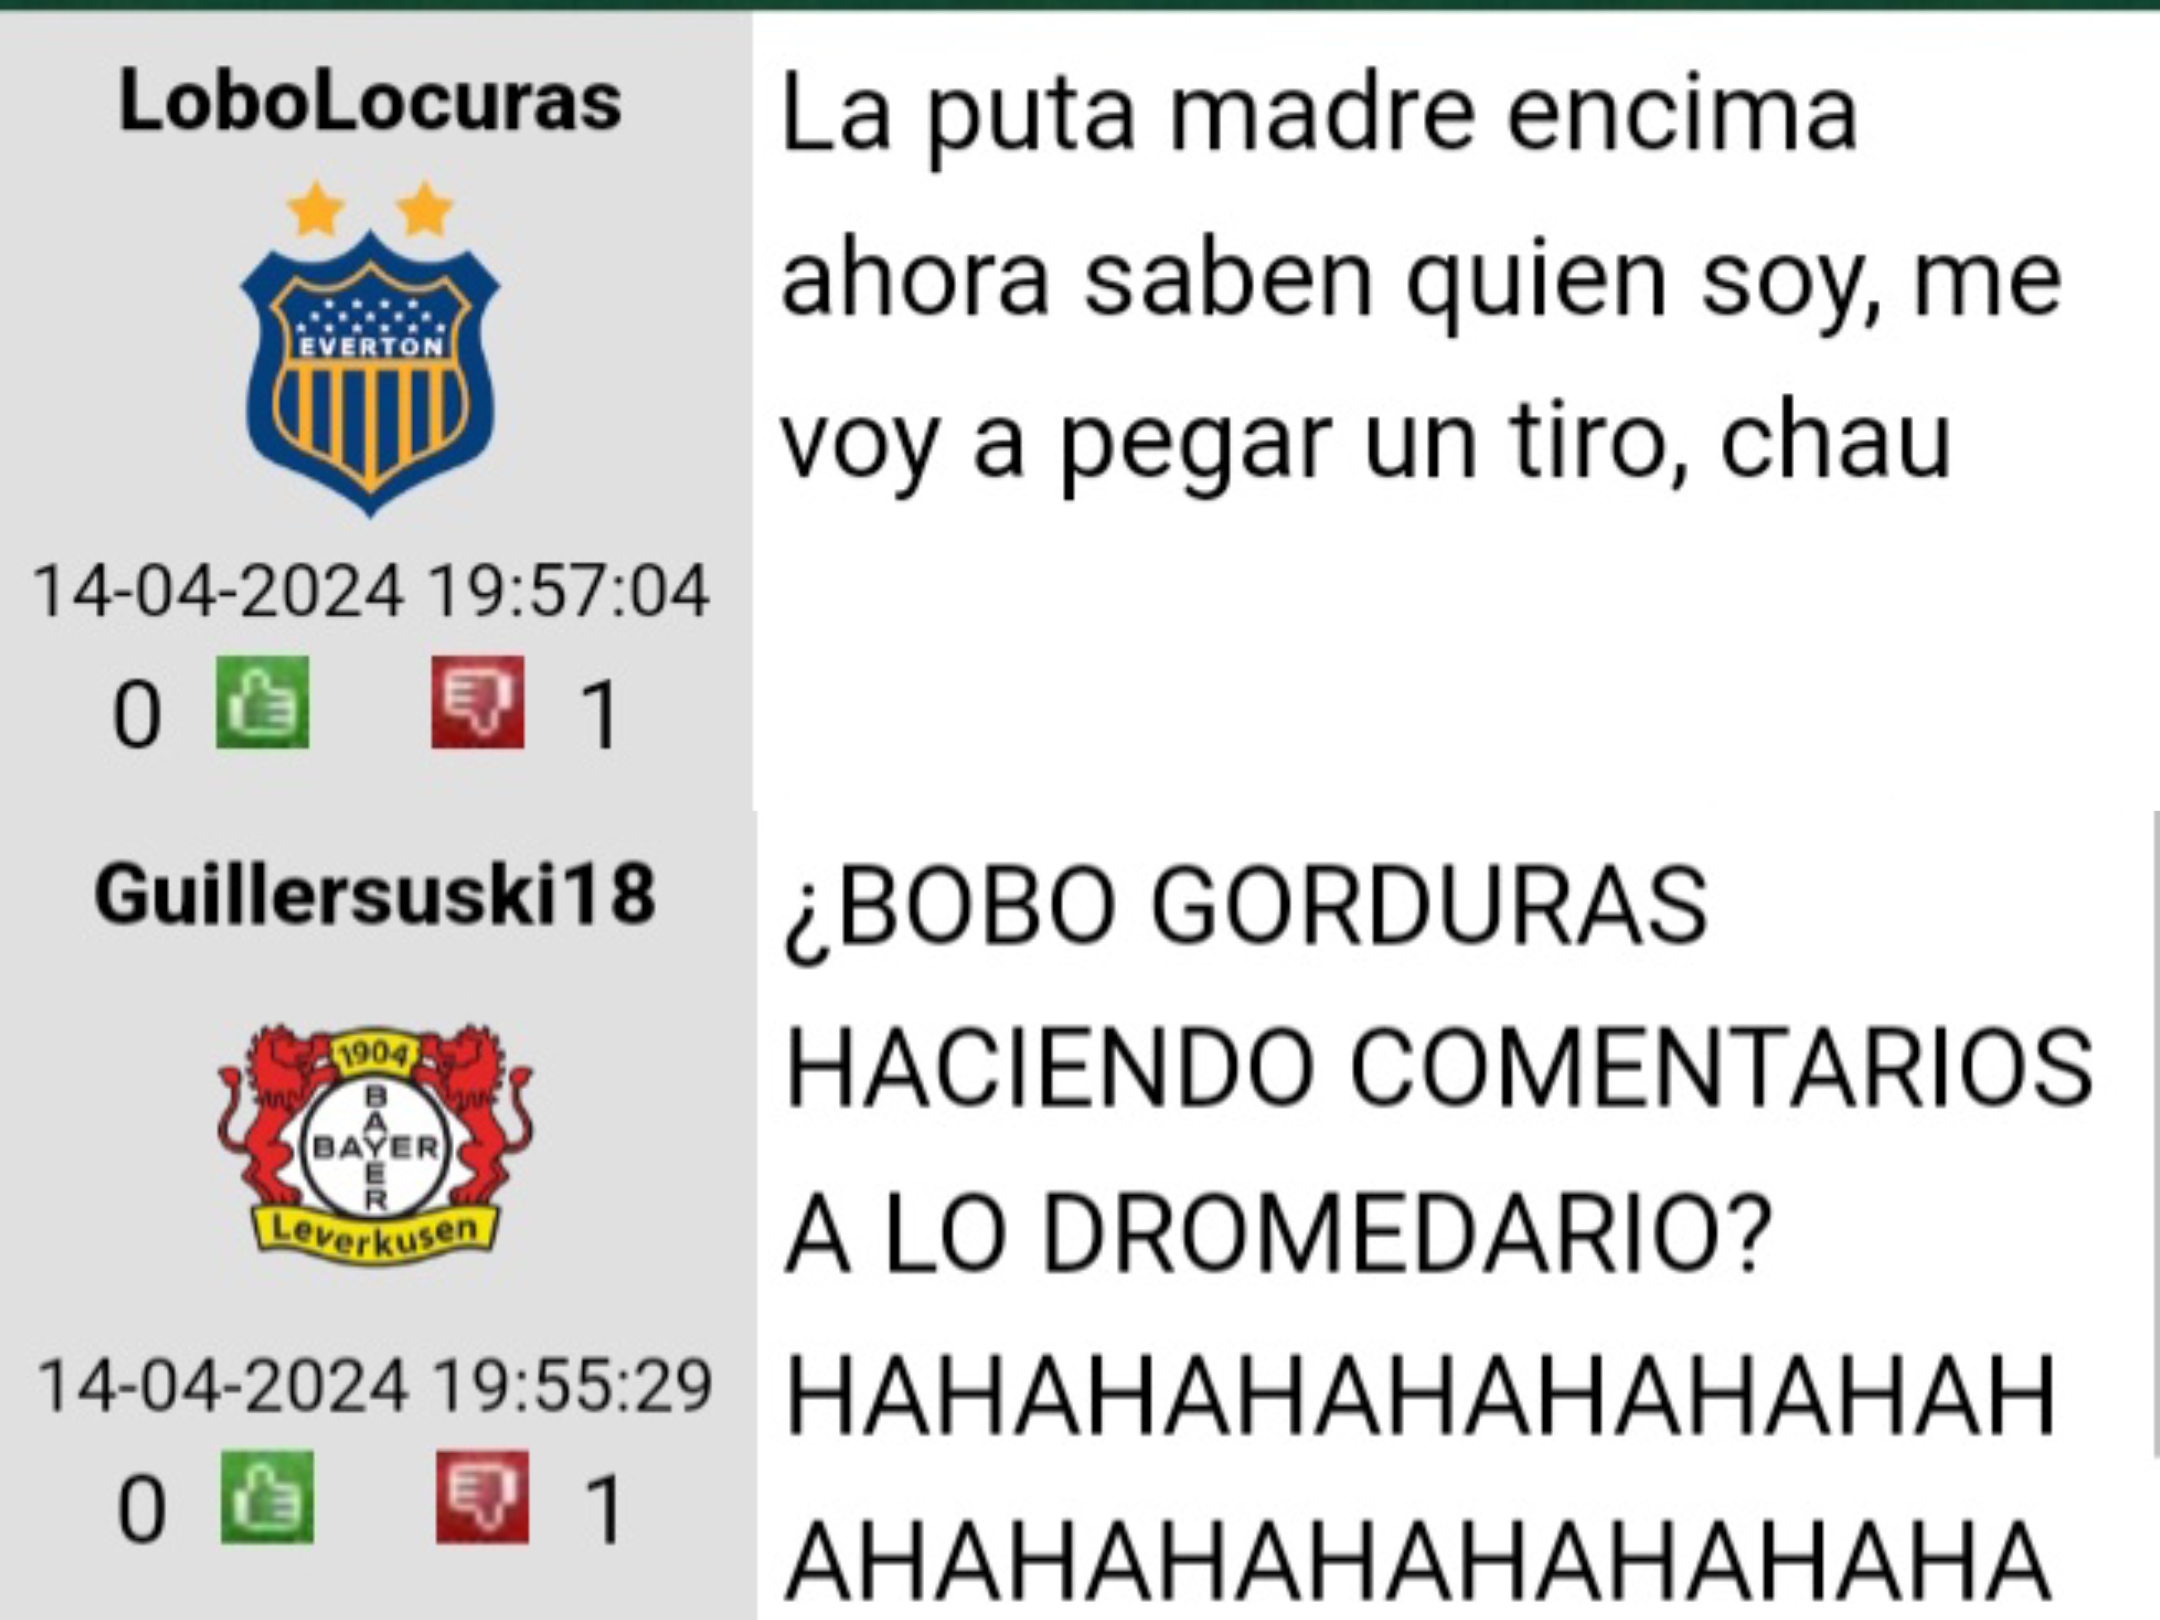 LoboLocuras
EVERTON
14-04-2024 19:57:04
0 1
La puta madre encima
ahora saben quien soy, me
voy a pegar un tiro, chau
Guillersuski18
1904
BAYER
BAYER
Leverkusen
14-04-2024 19:55:29
0 1
¿BOBO GORDURAS
HACIENDO COMENTARIOS
A LO DROMEDARIO?
HAHAHAHAHAHAHAHAH
AHAHAHAHAHAHAHAHA